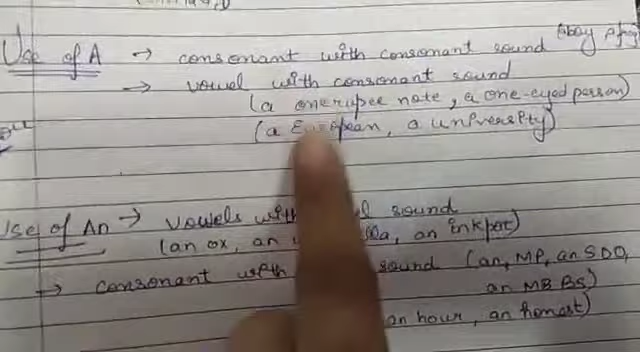 Use of A → consonant with consonant sound (boy
→ vowel with consonant sound
(a one rupee note, a one-eyed person)
(a European, a university)
Use of An → vowels with sound
(an ox, an , an inkpot)
→ consonant with sound (an, MP, an SDO,
an MBBS)
an hour, an honest)